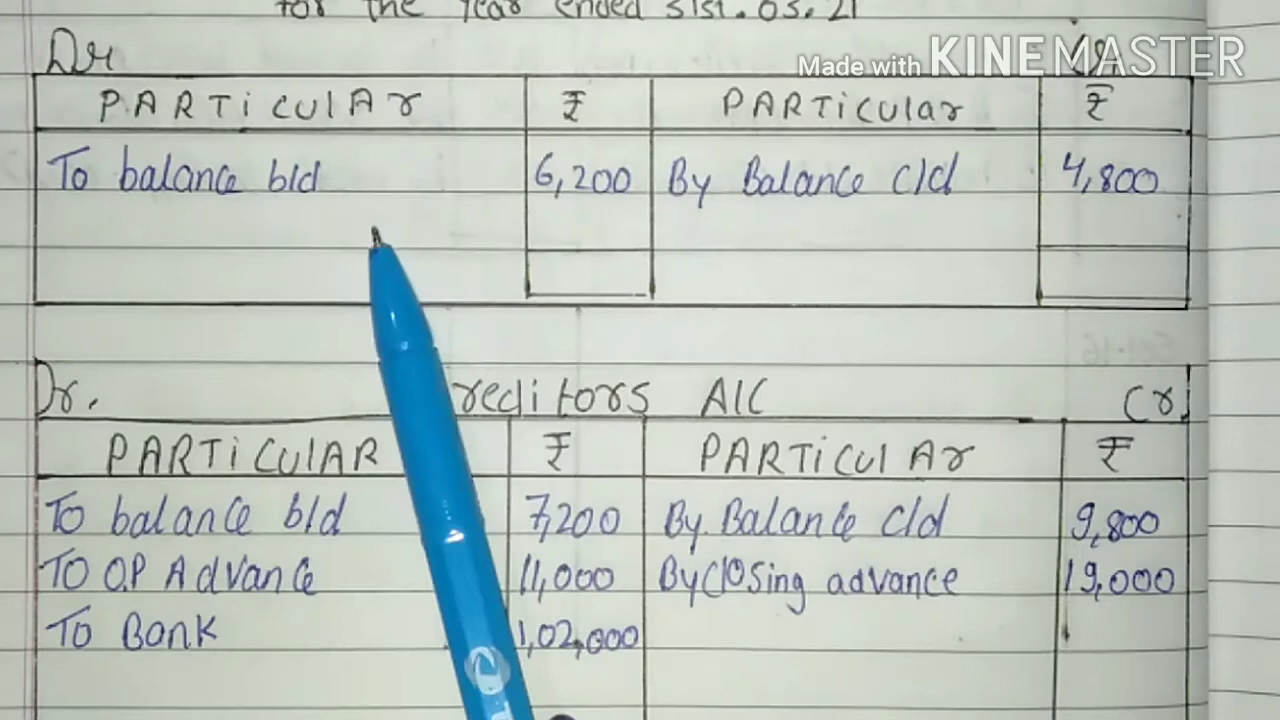 for the year ended 31st.03.21
Dr Cr.
Made with KINEMASTER
PARTiculAr ₹ PARTicular ₹
To balance b/d 6,200 By Balance c/d 4,800
Dr. reditors A/C Cr.
PARTiCulAR ₹ PARTiculAr ₹
To balance b/d 7,200 By Balance c/d 9,800
TO O.P Advance 11,000 By closing advance 19,000
To Bank 1,02,000